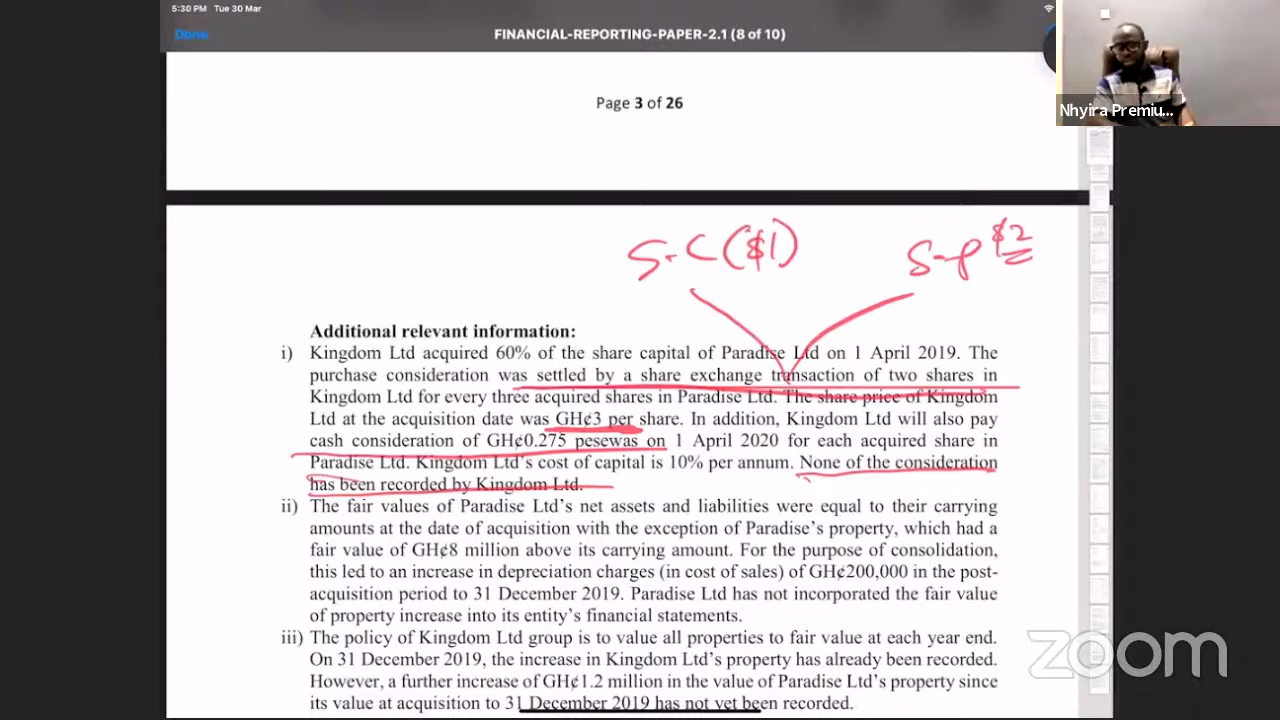 5:30 PM Tue 30 Mar
Done
FINANCIAL-REPORTING-PAPER-2.1 (8 of 10)
Nhyira Premiu...
Page 3 of 26
S-C ($1)
S-P $2
Additional relevant information:
i) Kingdom Ltd acquired 60% of the share capital of Paradise Ltd on 1 April 2019. The
purchase consideration was settled by a share exchange transaction of two shares in
Kingdom Ltd for every three acquired shares in Paradise Ltd. The share price of Kingdom
Ltd at the acquisition date was GH¢3 per share. In addition, Kingdom Ltd will also pay
cash consideration of GH¢0.275 pesewas on 1 April 2020 for each acquired share in
Paradise Ltd. Kingdom Ltd's cost of capital is 10% per annum. None of the consideration
has been recorded by Kingdom Ltd.
ii) The fair values of Paradise Ltd's net assets and liabilities were equal to their carrying
amounts at the date of acquisition with the exception of Paradise's property, which had a
fair value of GH¢8 million above its carrying amount. For the purpose of consolidation,
this led to an increase in depreciation charges (in cost of sales) of GH¢200,000 in the post-
acquisition period to 31 December 2019. Paradise Ltd has not incorporated the fair value
of property increase into its entity's financial statements.
iii) The policy of Kingdom Ltd group is to value all properties to fair value at each year end.
On 31 December 2019, the increase in Kingdom Ltd's property has already been recorded.
However, a further increase of GH¢1.2 million in the value of Paradise Ltd's property since
its value at acquisition to 31 December 2019 has not yet been recorded.
zoom